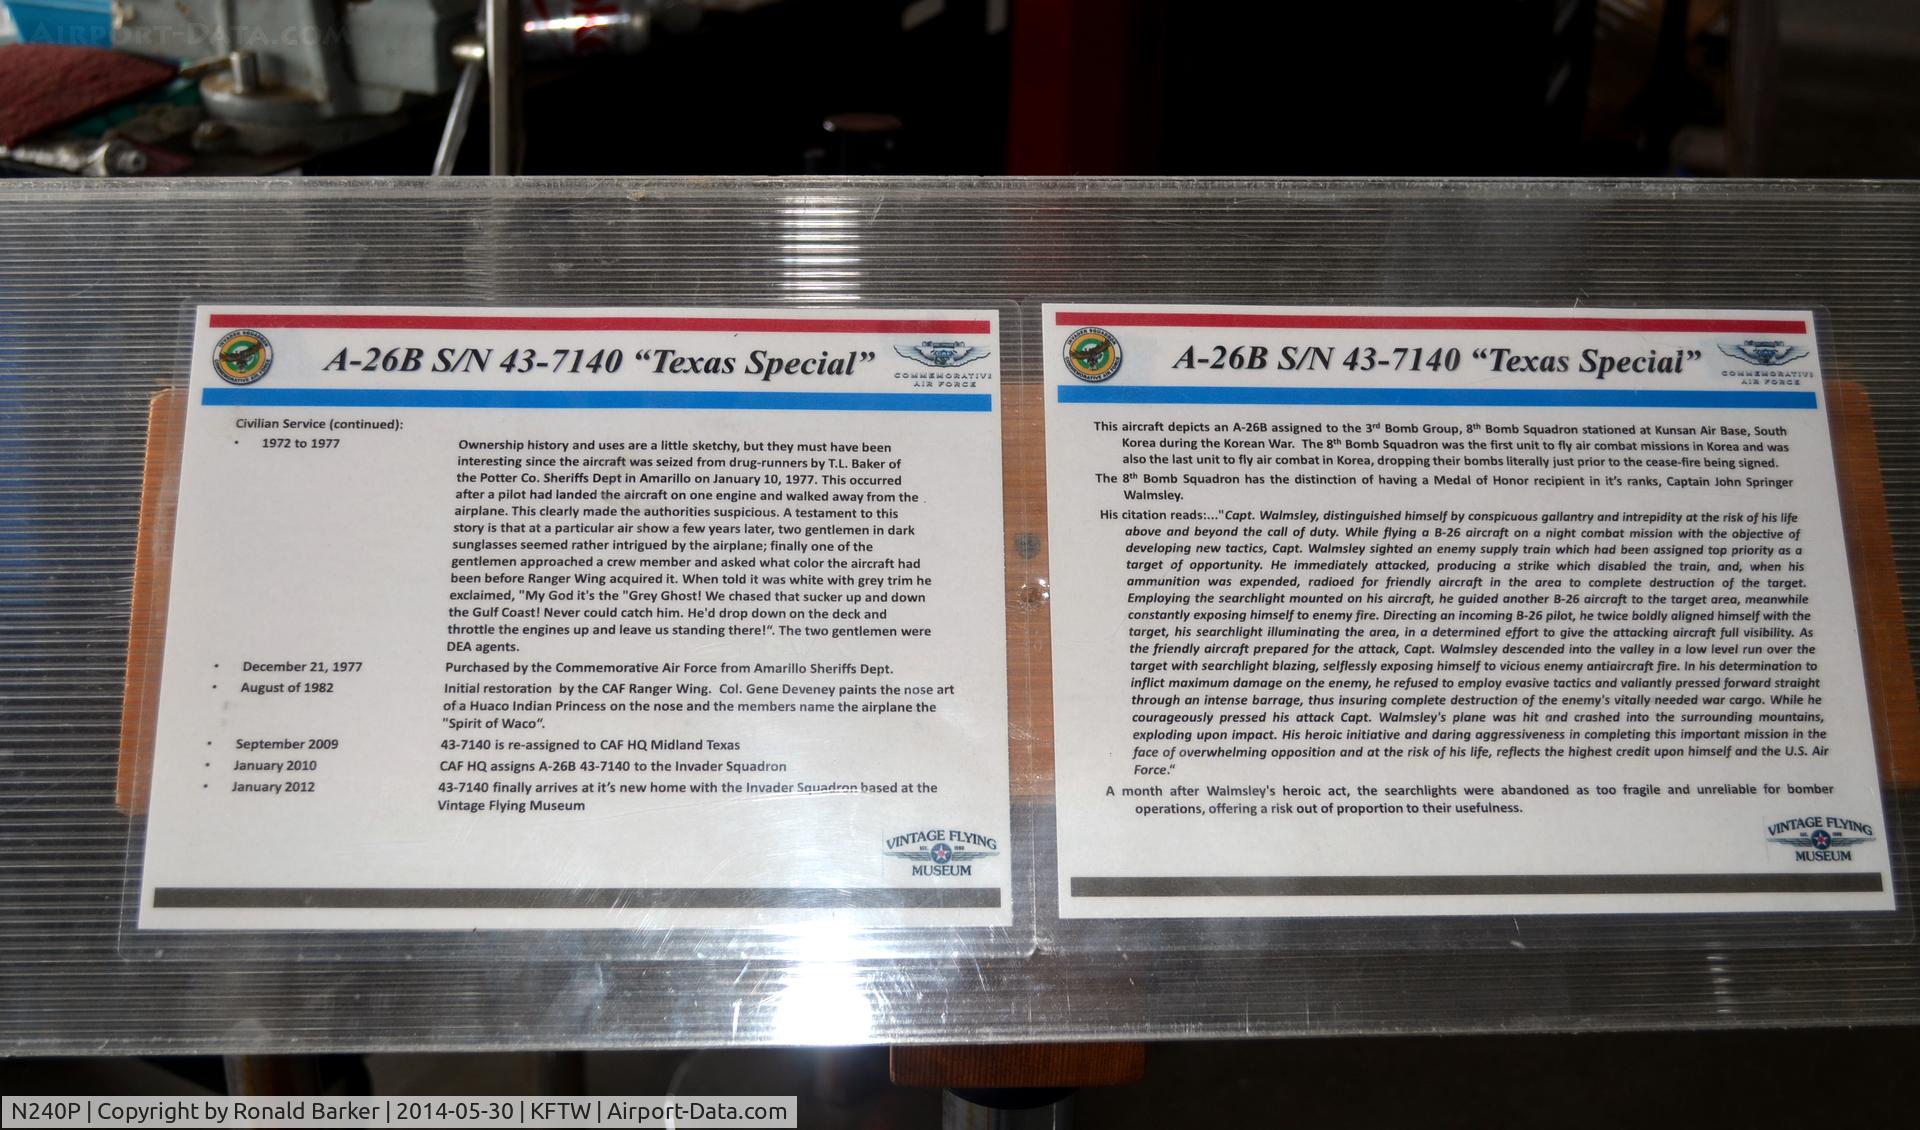 AIRPORT-DATA.COM
A-26B S/N 43-7140 “Texas Special”
COMMEMORATIVE
AIR FORCE
Civilian Service (continued):
• 1972 to 1977
Ownership history and uses are a little sketchy, but they must have been
interesting since the aircraft was seized from drug-runners by T.L. Baker of
the Potter Co. Sheriffs Dept in Amarillo on January 10, 1977. This occurred
after a pilot had landed the aircraft on one engine and walked away from the
airplane. This clearly made the authorities suspicious. A testament to this
story is that at a particular air show a few years later, two gentlemen in dark
sunglasses seemed rather intrigued by the airplane; finally one of the
gentlemen approached a crew member and asked what color the aircraft had
been before Ranger Wing acquired it. When told it was white with grey trim he
exclaimed, "My God it's the "Grey Ghost! We chased that sucker up and down
the Gulf Coast! Never could catch him. He'd drop down on the deck and
throttle the engines up and leave us standing there!“. The two gentlemen were
DEA agents.
• December 21, 1977 Purchased by the Commemorative Air Force from Amarillo Sheriffs Dept.
• August of 1982 Initial restoration by the CAF Ranger Wing. Col. Gene Deveney paints the nose art
of a Huaco Indian Princess on the nose and the members name the airplane the
"Spirit of Waco“.
• September 2009 43-7140 is re-assigned to CAF HQ Midland Texas
• January 2010 CAF HQ assigns A-26B 43-7140 to the Invader Squadron
• January 2012 43-7140 finally arrives at it’s new home with the Invader Squadron based at the
Vintage Flying Museum
VINTAGE FLYING
MUSEUM
A-26B S/N 43-7140 “Texas Special”
COMMEMORATIVE
AIR FORCE
This aircraft depicts an A-26B assigned to the 3rd Bomb Group, 8th Bomb Squadron stationed at Kunsan Air Base, South
Korea during the Korean War. The 8th Bomb Squadron was the first unit to fly air combat missions in Korea and was
also the last unit to fly air combat in Korea, dropping their bombs literally just prior to the cease-fire being signed.
The 8th Bomb Squadron has the distinction of having a Medal of Honor recipient in it’s ranks, Captain John Springer
Walmsley.
His citation reads:..."Capt. Walmsley, distinguished himself by conspicuous gallantry and intrepidity at the risk of his life
above and beyond the call of duty. While flying a B-26 aircraft on a night combat mission with the objective of
developing new tactics, Capt. Walmsley sighted an enemy supply train which had been assigned top priority as a
target of opportunity. He immediately attacked, producing a strike which disabled the train, and, when his
ammunition was expended, radioed for friendly aircraft in the area to complete destruction of the target.
Employing the searchlight mounted on his aircraft, he guided another B-26 aircraft to the target area, meanwhile
constantly exposing himself to enemy fire. Directing an incoming B-26 pilot, he twice boldly aligned himself with the
target, his searchlight illuminating the area, in a determined effort to give the attacking aircraft full visibility. As
the friendly aircraft prepared for the attack, Capt. Walmsley descended into the valley in a low level run over the
target with searchlight blazing, selflessly exposing himself to vicious enemy antiaircraft fire. In his determination to
inflict maximum damage on the enemy, he refused to employ evasive tactics and valiantly pressed forward straight
through an intense barrage, thus insuring complete destruction of the enemy's vitally needed war cargo. While he
courageously pressed his attack Capt. Walmsley's plane was hit and crashed into the surrounding mountains,
exploding upon impact. His heroic initiative and daring aggressiveness in completing this important mission in the
face of overwhelming opposition and at the risk of his life, reflects the highest credit upon himself and the U.S. Air
Force.“
A month after Walmsley's heroic act, the searchlights were abandoned as too fragile and unreliable for bomber
operations, offering a risk out of proportion to their usefulness.
VINTAGE FLYING
MUSEUM
N240P | Copyright by Ronald Barker | 2014-05-30 | KFTW | Airport-Data.com